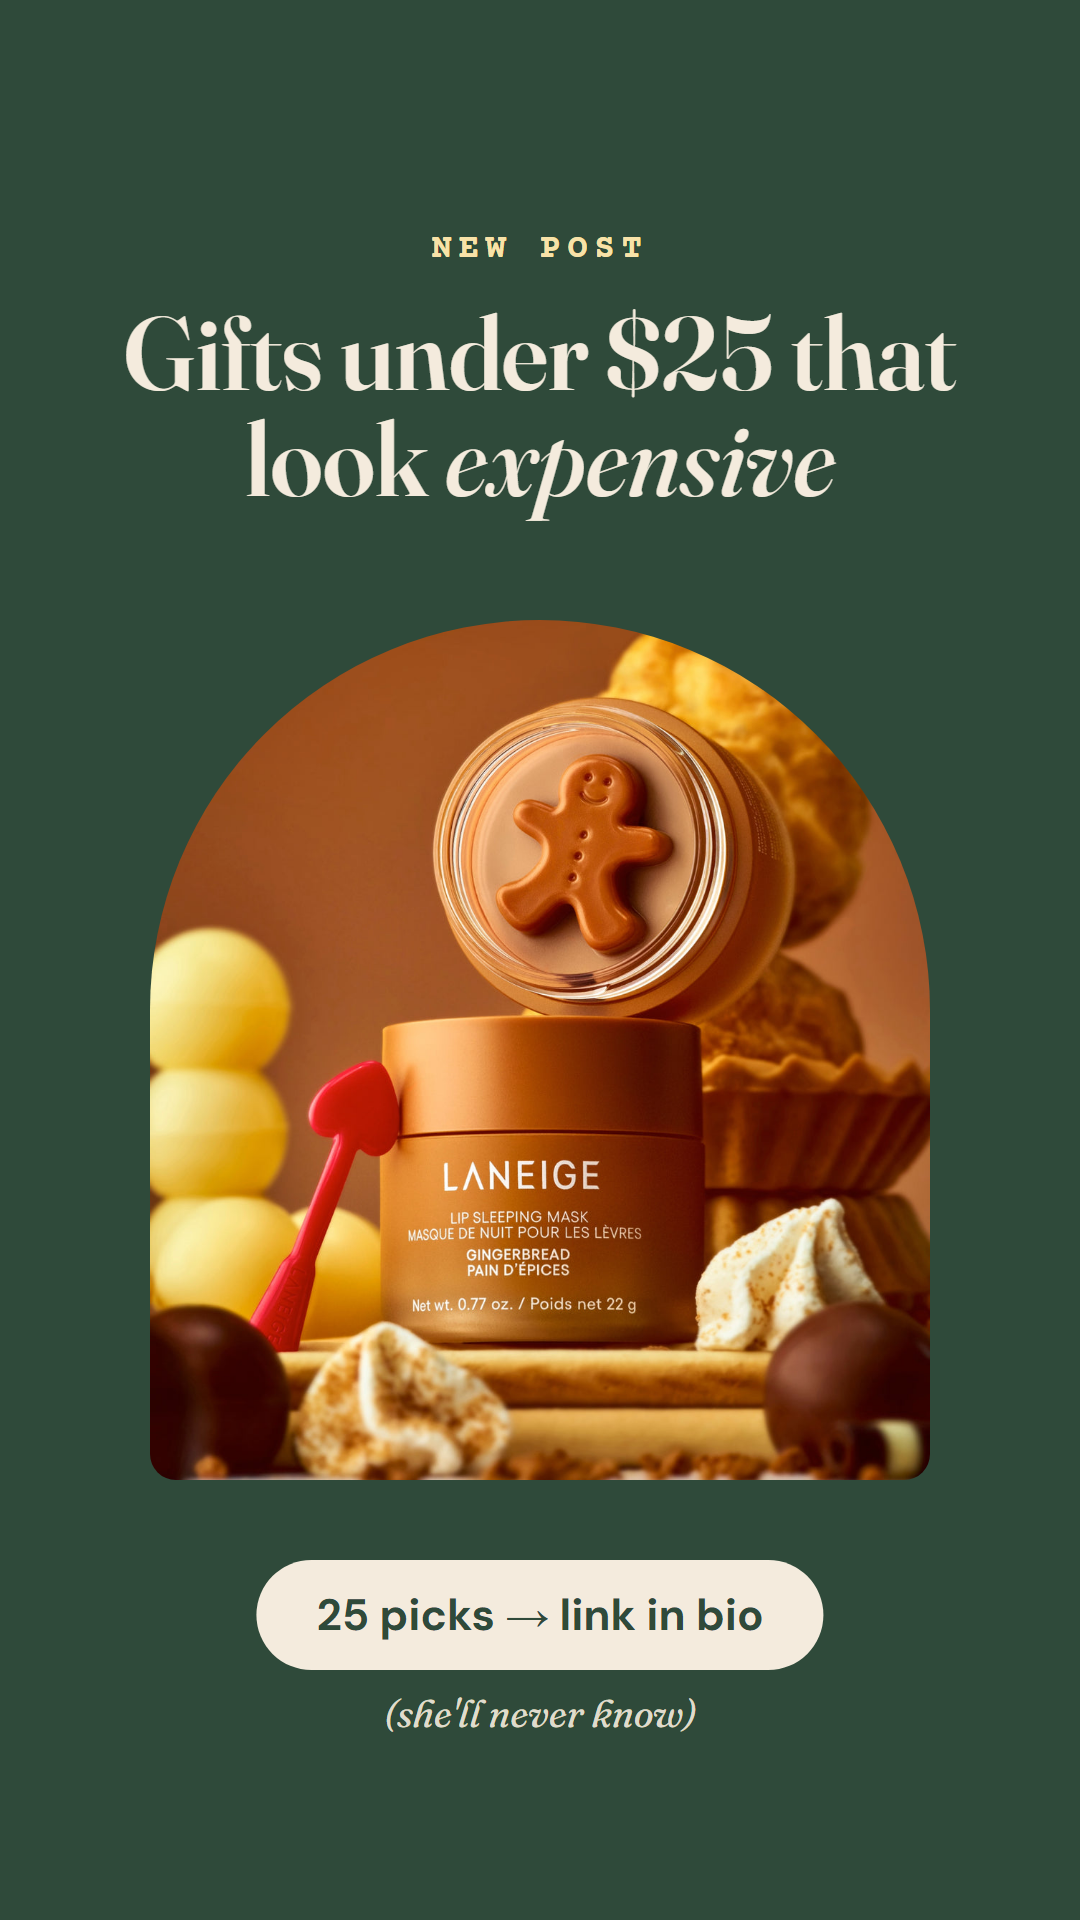 NEW POST
Gifts under $25 that
look expensive
LANEIGE
LIP SLEEPING MASK
MASQUE DE NUIT POUR LES LÈVRES
GINGERBREAD
PAIN D'ÉPICES
Net wt. 0.77 oz. / Poids net 22 g
25 picks → link in bio
(she'll never know)